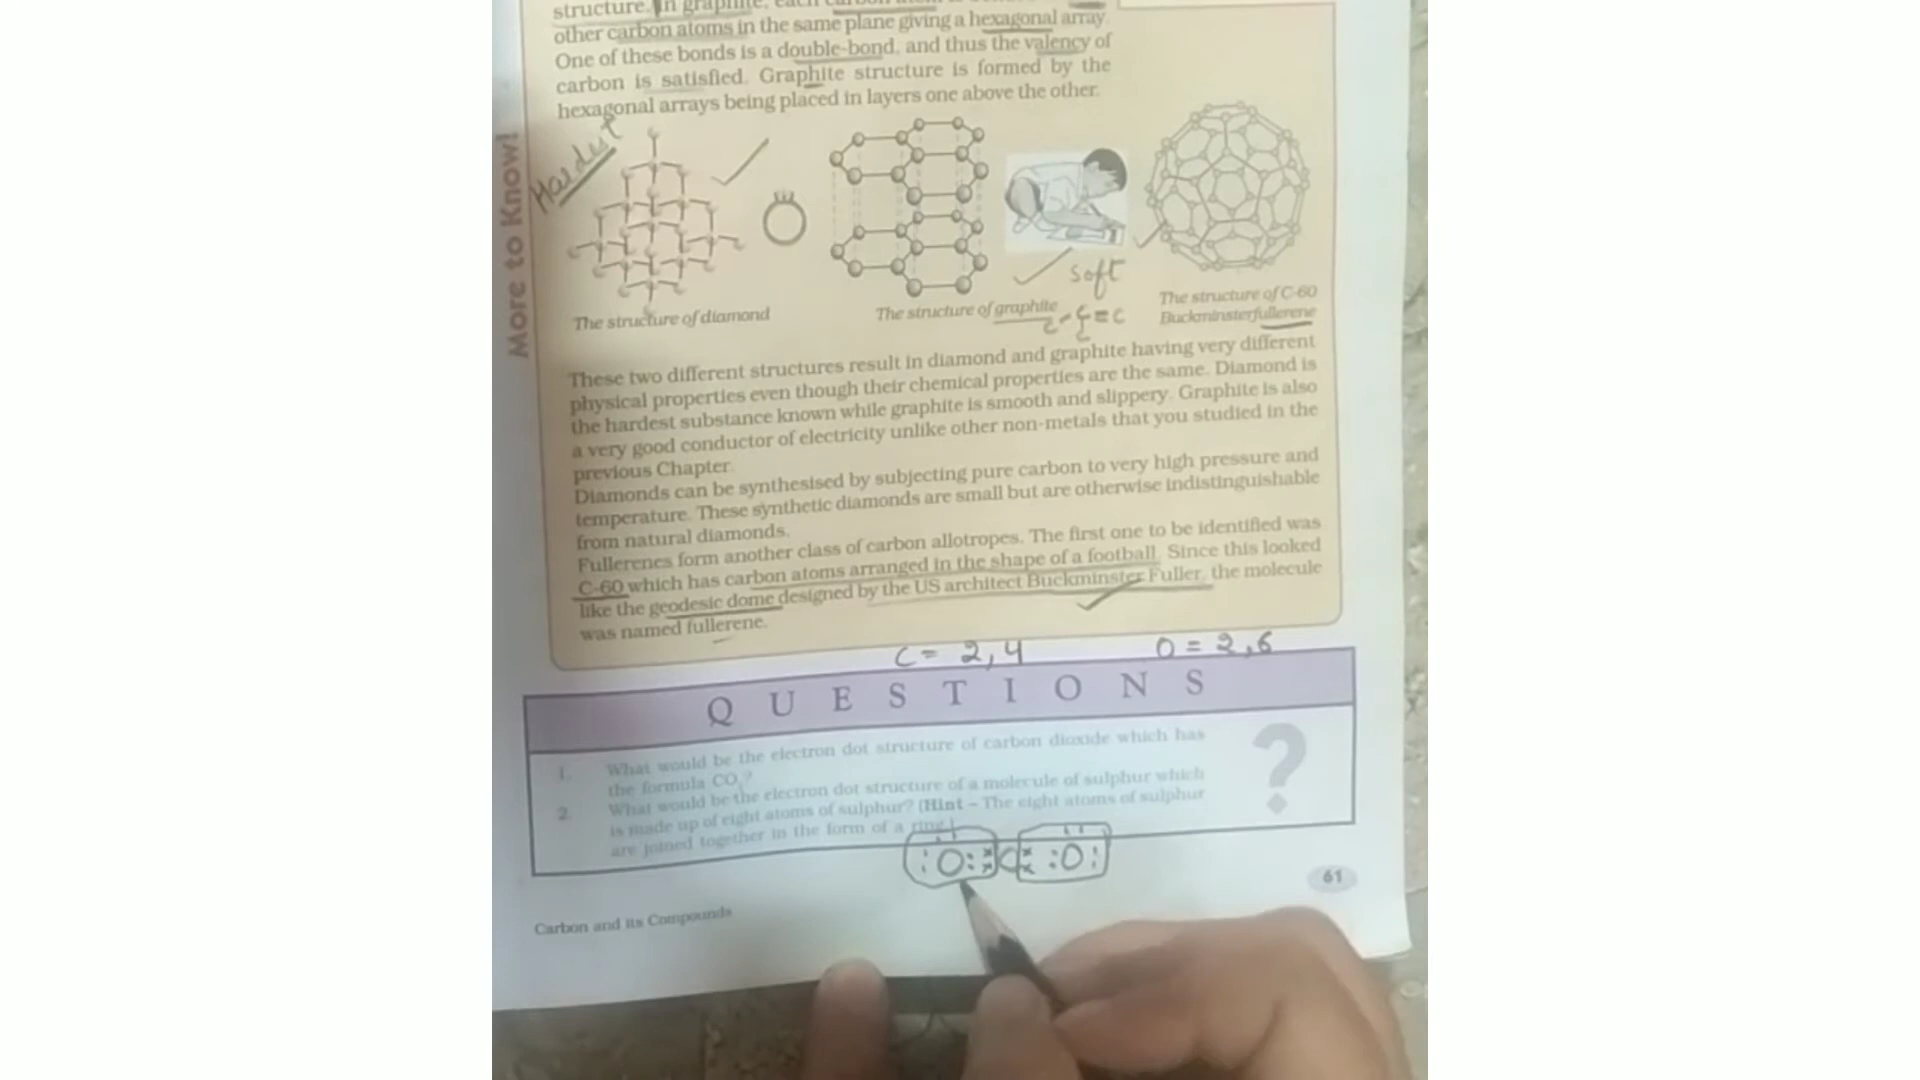 structure. In graphite, each carbon atom is
other carbon atoms in the same plane giving a hexagonal array.
One of these bonds is a double-bond, and thus the valency of
carbon is satisfied. Graphite structure is formed by the
hexagonal arrays being placed in layers one above the other.
More to Know!
Hardest
soft
The structure of diamond
The structure of graphite
c-c=c
c
The structure of C-60
Buckminsterfullerene
These two different structures result in diamond and graphite having very different
physical properties even though their chemical properties are the same. Diamond is
the hardest substance known while graphite is smooth and slippery. Graphite is also
a very good conductor of electricity unlike other non-metals that you studied in the
previous Chapter.
Diamonds can be synthesised by subjecting pure carbon to very high pressure and
temperature. These synthetic diamonds are small but are otherwise indistinguishable
from natural diamonds.
Fullerenes form another class of carbon allotropes. The first one to be identified was
C-60 which has carbon atoms arranged in the shape of a football. Since this looked
like the geodesic dome designed by the US architect Buckminster Fuller, the molecule
was named fullerene.
C = 2,4 O = 2,6
QUESTIONS
1. What would be the electron dot structure of carbon dioxide which has
the formula CO2?
2. What would be the electron dot structure of a molecule of sulphur which
is made up of eight atoms of sulphur? (Hint – The eight atoms of sulphur
are joined together in the form of a ring.)
?
:O::C:::O:
61
Carbon and its Compounds